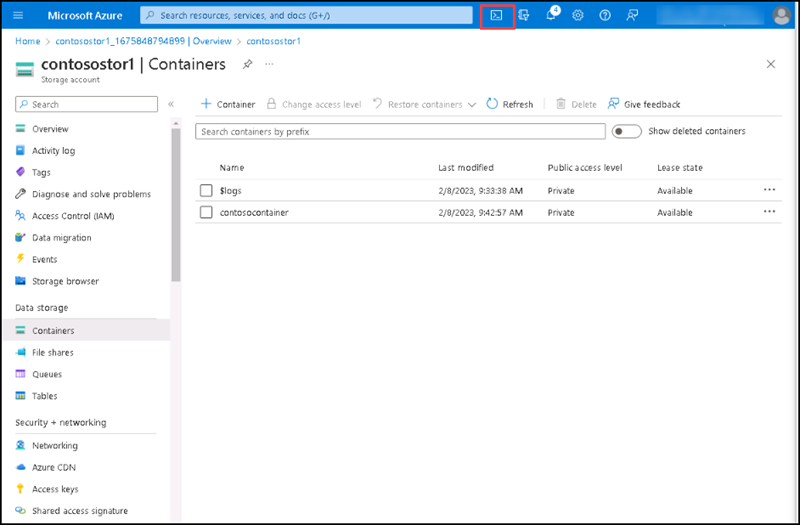 Microsoft Azure
Search resources, services, and docs (G+/)
4
Home > contosostor1_1675848794899 | Overview > contosostor1
contosostor1 | Containers
Storage account
Search
Overview
Activity log
Tags
Diagnose and solve problems
Access Control (IAM)
Data migration
Events
Storage browser
Data storage
Containers
File shares
Queues
Tables
Security + networking
Networking
Azure CDN
Access keys
Shared access signature
+ Container Change access level Restore containers Refresh Delete Give feedback
Search containers by prefix Show deleted containers
Name Last modified Public access level Lease state
$logs 2/8/2023, 9:33:38 AM Private Available
contosocontainer 2/8/2023, 9:42:57 AM Private Available